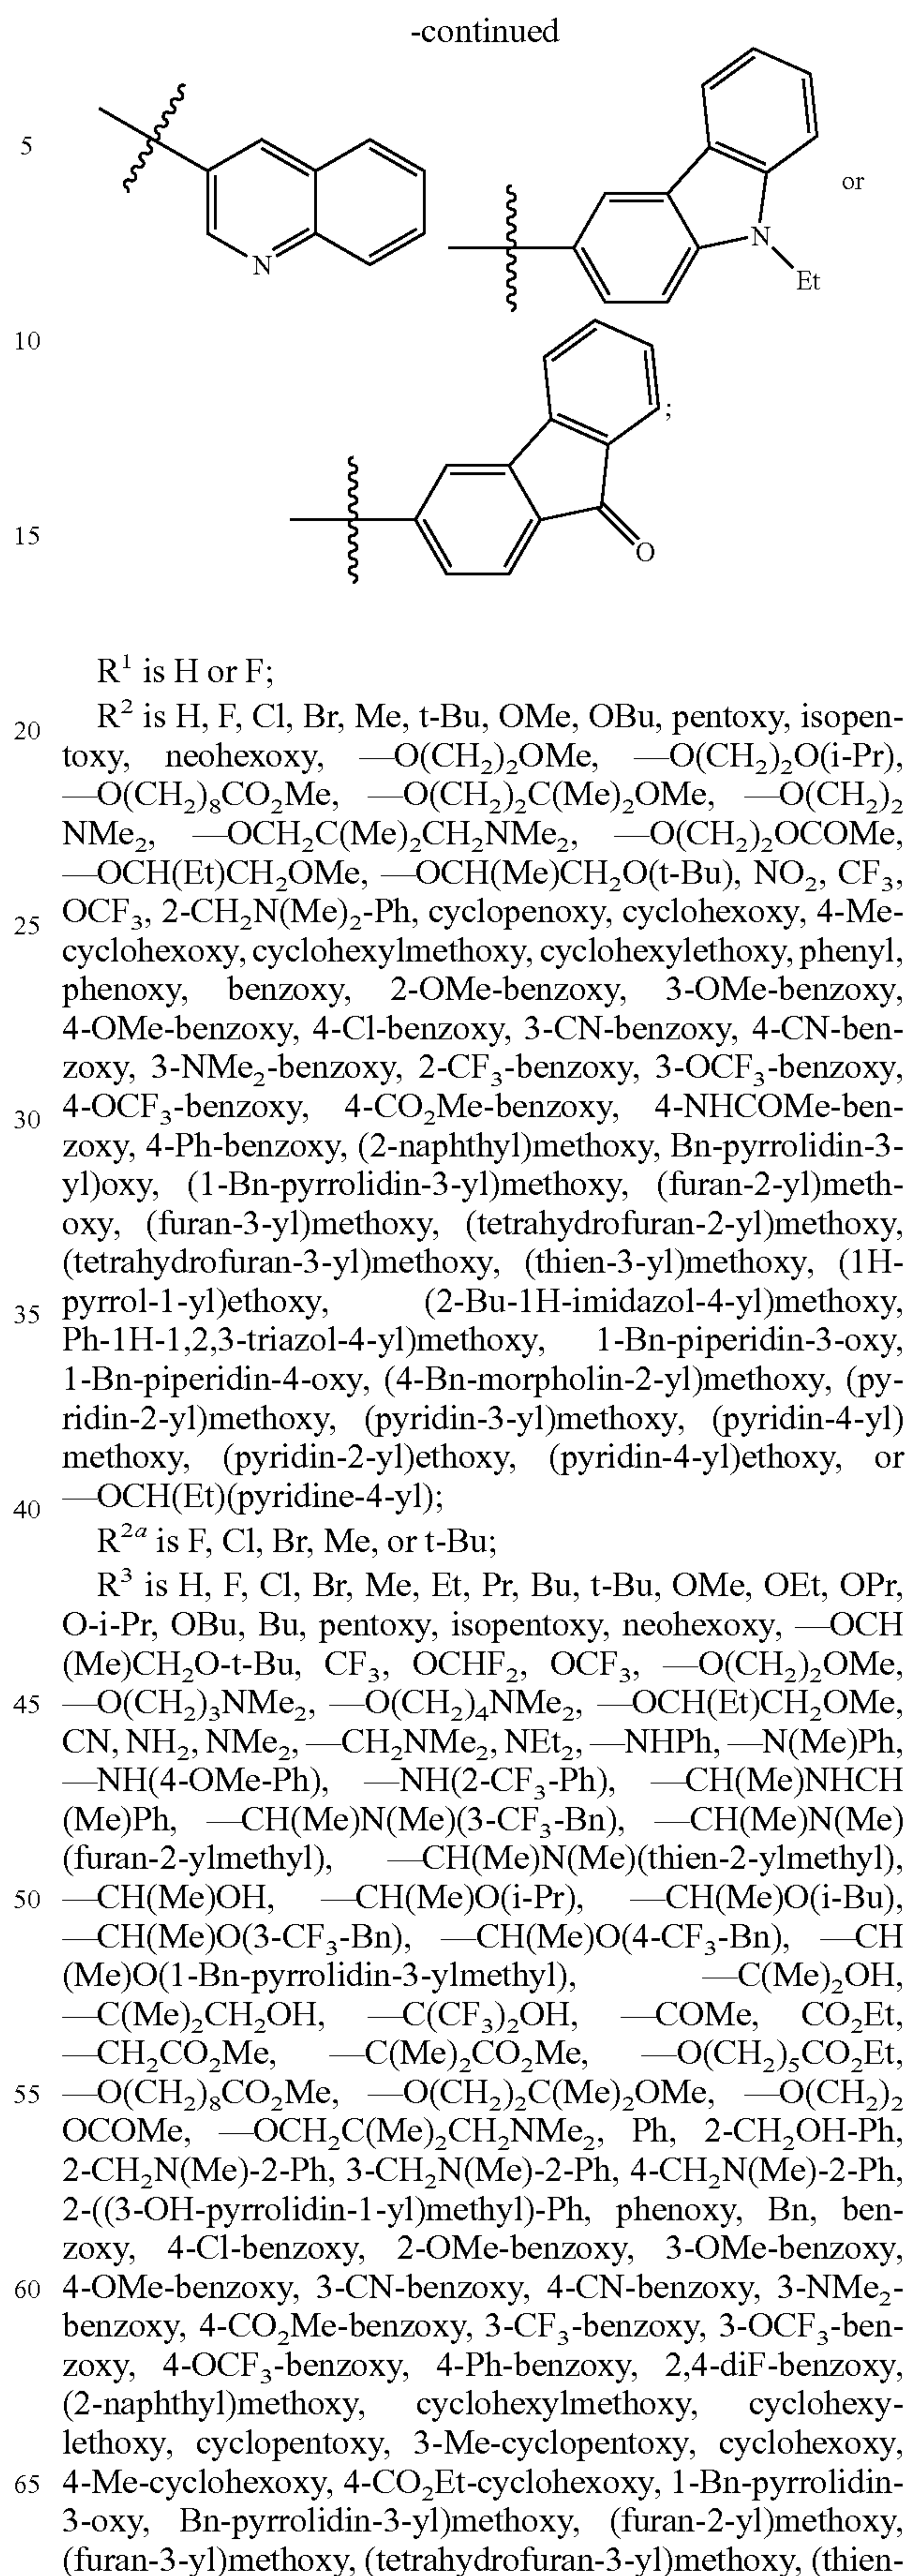 -continued
5
N
or
N
Et
10
;
15
O
R¹ is H or F;
20 R² is H, F, Cl, Br, Me, t-Bu, OMe, OBu, pentoxy, isopen-
toxy, neohexoxy, —O(CH₂)₂OMe, —O(CH₂)₂O(i-Pr),
—O(CH₂)₈CO₂Me, —O(CH₂)₂C(Me)₂OMe, —O(CH₂)₂
NMe₂, —OCH₂C(Me)₂CH₂NMe₂, —O(CH₂)₂OCOMe,
—OCH(Et)CH₂OMe, —OCH(Me)CH₂O(t-Bu), NO₂, CF₃,
25 OCF₃, 2-CH₂N(Me)₂-Ph, cyclopenoxy, cyclohexoxy, 4-Me-
cyclohexoxy, cyclohexylmethoxy, cyclohexylethoxy, phenyl,
phenoxy, benzoxy, 2-OMe-benzoxy, 3-OMe-benzoxy,
4-OMe-benzoxy, 4-Cl-benzoxy, 3-CN-benzoxy, 4-CN-ben-
zoxy, 3-NMe₂-benzoxy, 2-CF₃-benzoxy, 3-OCF₃-benzoxy,
30 4-OCF₃-benzoxy, 4-CO₂Me-benzoxy, 4-NHCOMe-ben-
zoxy, 4-Ph-benzoxy, (2-naphthyl)methoxy, Bn-pyrrolidin-3-
yl)oxy, (1-Bn-pyrrolidin-3-yl)methoxy, (furan-2-yl)meth-
oxy, (furan-3-yl)methoxy, (tetrahydrofuran-2-yl)methoxy,
(tetrahydrofuran-3-yl)methoxy, (thien-3-yl)methoxy, (1H-
35 pyrrol-1-yl)ethoxy, (2-Bu-1H-imidazol-4-yl)methoxy,
Ph-1H-1,2,3-triazol-4-yl)methoxy, 1-Bn-piperidin-3-oxy,
1-Bn-piperidin-4-oxy, (4-Bn-morpholin-2-yl)methoxy, (py-
ridin-2-yl)methoxy, (pyridin-3-yl)methoxy, (pyridin-4-yl)
methoxy, (pyridin-2-yl)ethoxy, (pyridin-4-yl)ethoxy, or
40 —OCH(Et)(pyridine-4-yl);
R²ᵃ is F, Cl, Br, Me, or t-Bu;
R³ is H, F, Cl, Br, Me, Et, Pr, Bu, t-Bu, OMe, OEt, OPr,
O-i-Pr, OBu, Bu, pentoxy, isopentoxy, neohexoxy, —OCH
(Me)CH₂O-t-Bu, CF₃, OCHF₂, OCF₃, —O(CH₂)₂OMe,
45 —O(CH₂)₃NMe₂, —O(CH₂)₄NMe₂, —OCH(Et)CH₂OMe,
CN, NH₂, NMe₂, —CH₂NMe₂, NEt₂, —NHPh, —N(Me)Ph,
—NH(4-OMe-Ph), —NH(2-CF₃-Ph), —CH(Me)NHCH
(Me)Ph, —CH(Me)N(Me)(3-CF₃-Bn), —CH(Me)N(Me)
(furan-2-ylmethyl), —CH(Me)N(Me)(thien-2-ylmethyl),
50 —CH(Me)OH, —CH(Me)O(i-Pr), —CH(Me)O(i-Bu),
—CH(Me)O(3-CF₃-Bn), —CH(Me)O(4-CF₃-Bn), —CH
(Me)O(1-Bn-pyrrolidin-3-ylmethyl), —C(Me)₂OH,
—C(Me)₂CH₂OH, —C(CF₃)₂OH, —COMe, CO₂Et,
—CH₂CO₂Me, —C(Me)₂CO₂Me, —O(CH₂)₅CO₂Et,
55 —O(CH₂)₈CO₂Me, —O(CH₂)₂C(Me)₂OMe, —O(CH₂)₂
OCOMe, —OCH₂C(Me)₂CH₂NMe₂, Ph, 2-CH₂OH-Ph,
2-CH₂N(Me)-2-Ph, 3-CH₂N(Me)-2-Ph, 4-CH₂N(Me)-2-Ph,
2-((3-OH-pyrrolidin-1-yl)methyl)-Ph, phenoxy, Bn, ben-
zoxy, 4-Cl-benzoxy, 2-OMe-benzoxy, 3-OMe-benzoxy,
60 4-OMe-benzoxy, 3-CN-benzoxy, 4-CN-benzoxy, 3-NMe₂-
benzoxy, 4-CO₂Me-benzoxy, 3-CF₃-benzoxy, 3-OCF₃-ben-
zoxy, 4-OCF₃-benzoxy, 4-Ph-benzoxy, 2,4-diF-benzoxy,
(2-naphthyl)methoxy, cyclohexylmethoxy, cyclohexy-
lethoxy, cyclopentoxy, 3-Me-cyclopentoxy, cyclohexoxy,
65 4-Me-cyclohexoxy, 4-CO₂Et-cyclohexoxy, 1-Bn-pyrrolidin-
3-oxy, Bn-pyrrolidin-3-yl)methoxy, (furan-2-yl)methoxy,
(furan-3-yl)methoxy, (tetrahydrofuran-3-yl)methoxy, (thien-